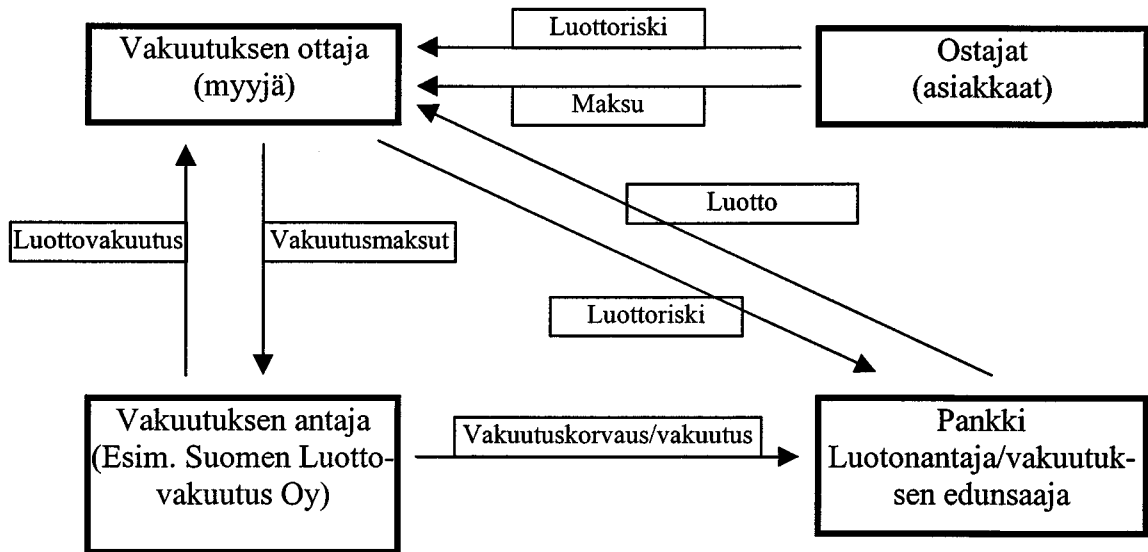 Vakuutuksen ottaja
(myyjä)
Luottoriski
Maksu
Ostajat
(asiakkaat)
Luotto
Luottovakuutus
Vakuutusmaksut
Luottoriski
Vakuutuksen antaja
(Esim. Suomen Luotto-
vakuutus Oy)
Vakuutuskorvaus/vakuutus
Pankki
Luotonantaja/vakuutuk-
sen edunsaaja